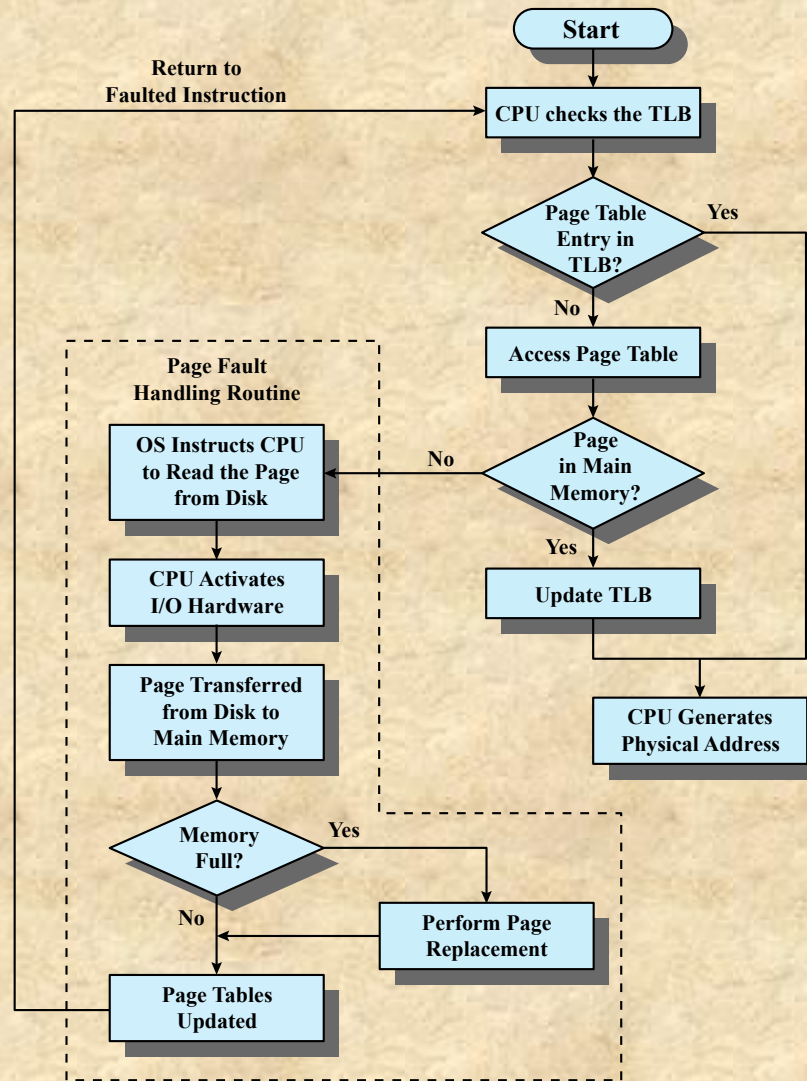 Start
Return to
Faulted Instruction
CPU checks the TLB
Page Table
Entry in
TLB?
Yes
No
Access Page Table
Page Fault
Handling Routine
OS Instructs CPU
to Read the Page
from Disk
No
Page
in Main
Memory?
Yes
CPU Activates
I/O Hardware
Update TLB
Page Transferred
from Disk to
Main Memory
CPU Generates
Physical Address
Memory
Full?
Yes
No
Perform Page
Replacement
Page Tables
Updated